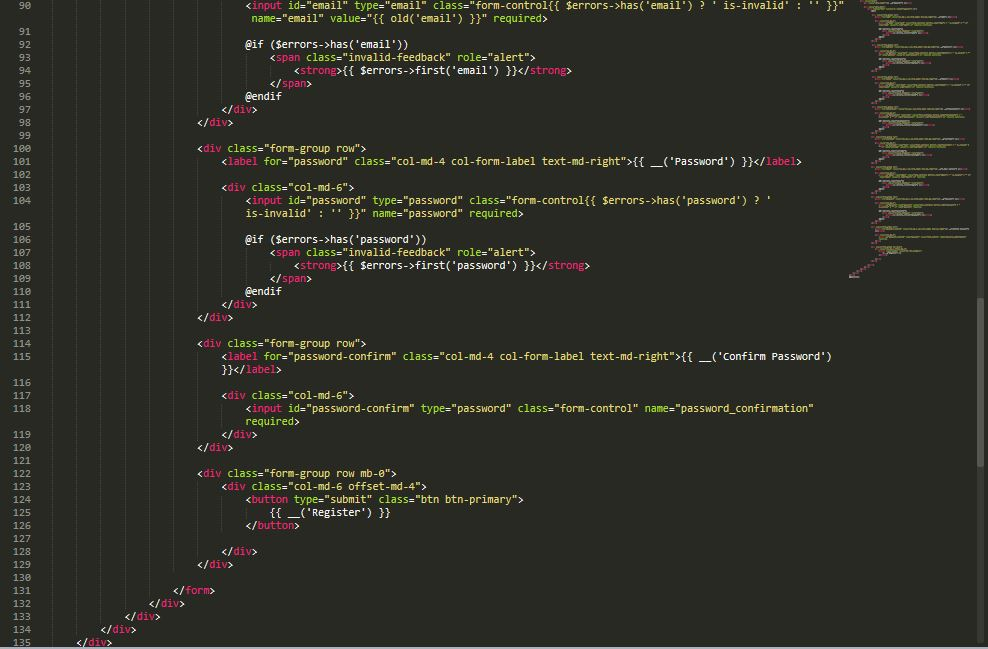 90 <input id="email" type="email" class="form-control{{ $errors->has('email') ? ' is-invalid' : '' }}"
name="email" value="{{ old('email') }}" required>
91
92 @if ($errors->has('email'))
93 <span class="invalid-feedback" role="alert">
94 <strong>{{ $errors->first('email') }}</strong>
95 </span>
96 @endif
97 </div>
98 </div>
99
100 <div class="form-group row">
101 <label for="password" class="col-md-4 col-form-label text-md-right">{{ __('Password') }}</label>
102
103 <div class="col-md-6">
104 <input id="password" type="password" class="form-control{{ $errors->has('password') ? '
is-invalid' : '' }}" name="password" required>
105
106 @if ($errors->has('password'))
107 <span class="invalid-feedback" role="alert">
108 <strong>{{ $errors->first('password') }}</strong>
109 </span>
110 @endif
111 </div>
112 </div>
113
114 <div class="form-group row">
115 <label for="password-confirm" class="col-md-4 col-form-label text-md-right">{{ __('Confirm Password')
}}</label>
116
117 <div class="col-md-6">
118 <input id="password-confirm" type="password" class="form-control" name="password_confirmation"
required>
119 </div>
120 </div>
121
122 <div class="form-group row mb-0">
123 <div class="col-md-6 offset-md-4">
124 <button type="submit" class="btn btn-primary">
125 {{ __('Register') }}
126 </button>
127
128 </div>
129 </div>
130
131 </form>
132 </div>
133 </div>
134 </div>
135 </div>